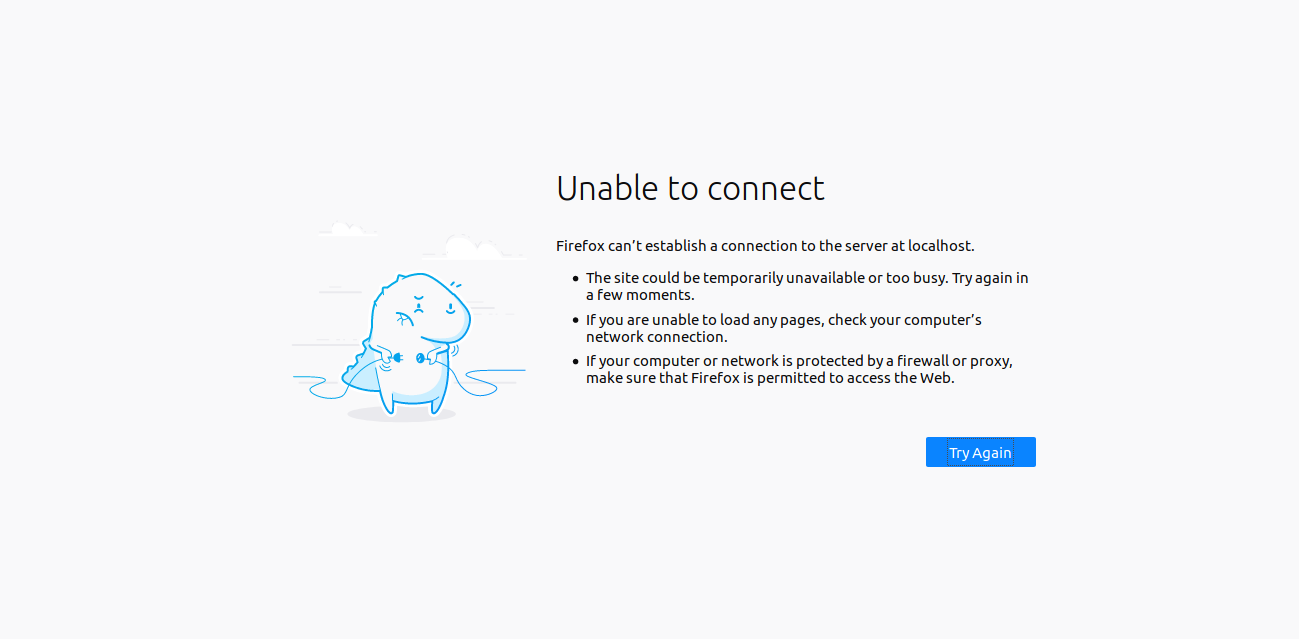 Unable to connect
Firefox can’t establish a connection to the server at localhost.
• The site could be temporarily unavailable or too busy. Try again in
a few moments.
• If you are unable to load any pages, check your computer’s
network connection.
• If your computer or network is protected by a firewall or proxy,
make sure that Firefox is permitted to access the Web.
Try Again